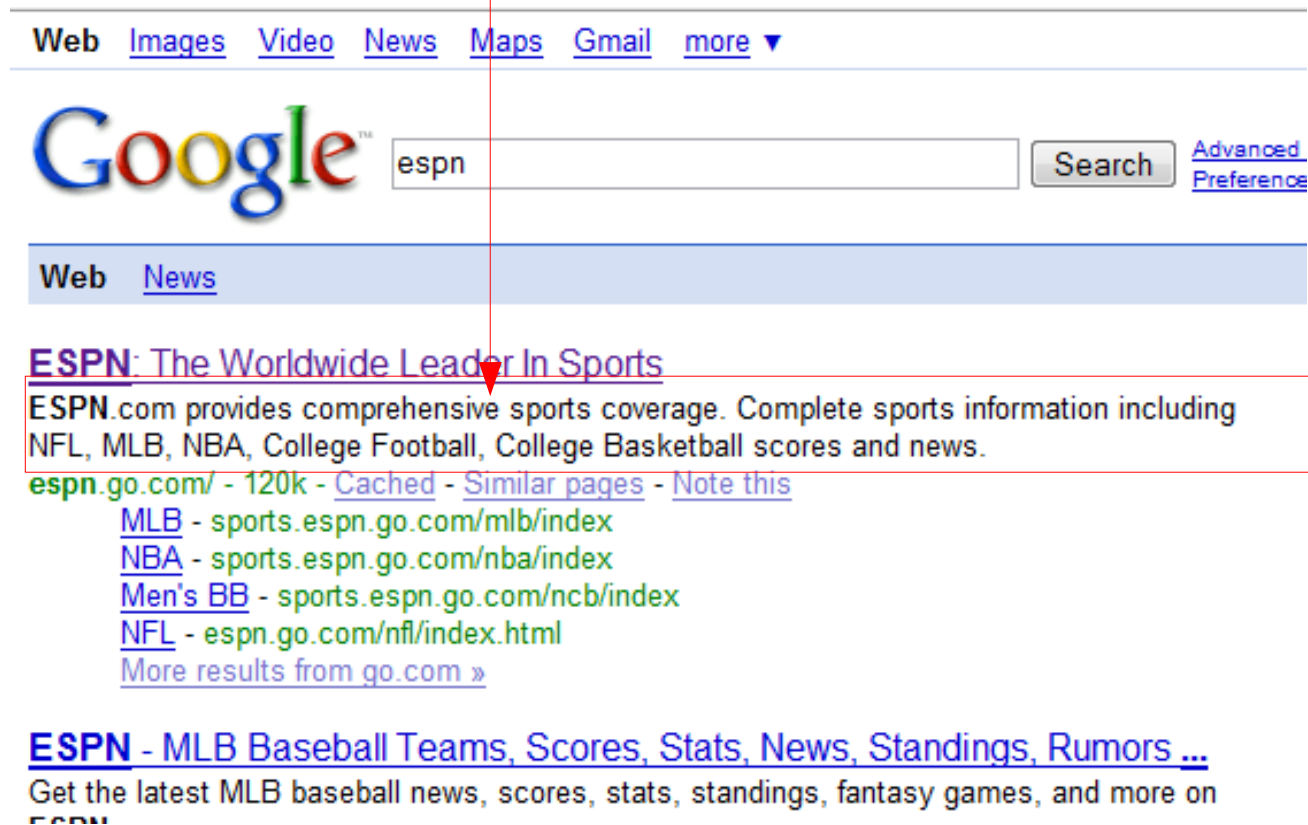 Web Images Video News Maps Gmail more ▼
Google™ espn Search Advanced
Preference
Web News
ESPN: The Worldwide Leader In Sports
ESPN.com provides comprehensive sports coverage. Complete sports information including
NFL, MLB, NBA, College Football, College Basketball scores and news.
espn.go.com/ - 120k - Cached - Similar pages - Note this
MLB - sports.espn.go.com/mlb/index
NBA - sports.espn.go.com/nba/index
Men's BB - sports.espn.go.com/ncb/index
NFL - espn.go.com/nfl/index.html
More results from go.com »
ESPN - MLB Baseball Teams, Scores, Stats, News, Standings, Rumors ...
Get the latest MLB baseball news, scores, stats, standings, fantasy games, and more on
ESPN